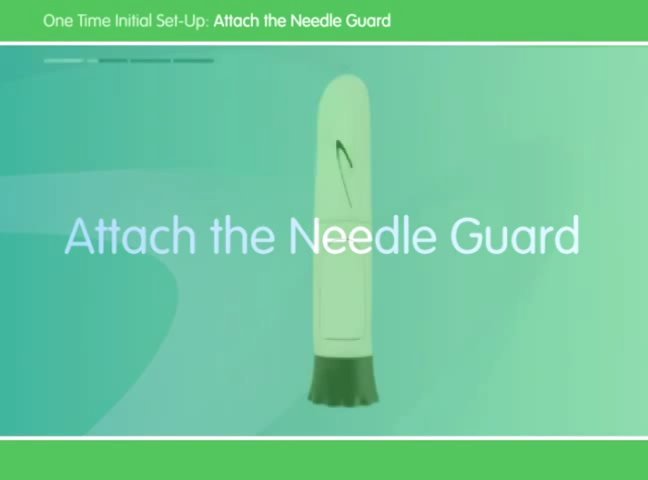 One Time Initial Set-Up: Attach the Needle Guard
Attach the Needle Guard